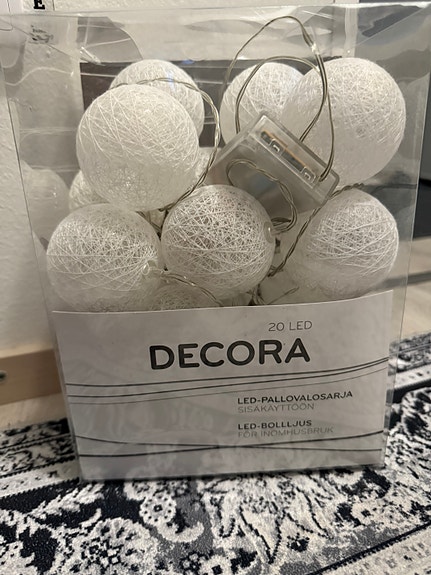 E
20 LED
DECORA
LED-PALLOVALOSARJA
SISÄKÄYTTÖÖN
LED-BOLLLJUS
FÖR INOMHUSBRUK